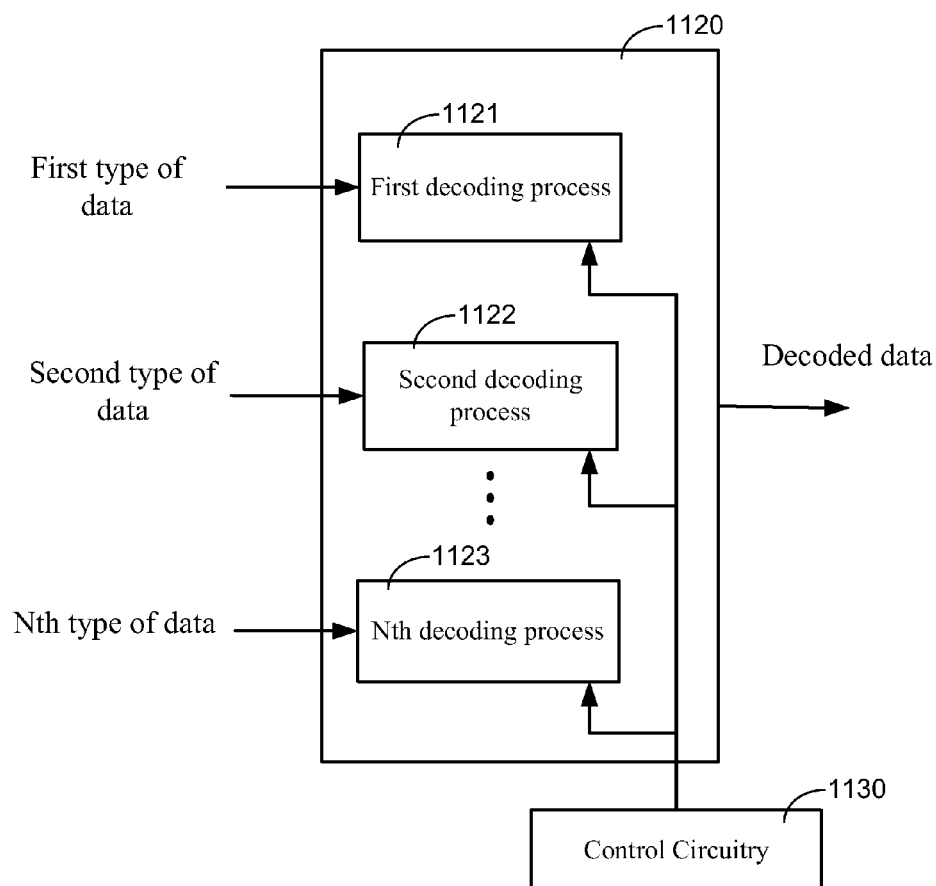 1120
1121
First type of
data
First decoding process
1122
Second type of
data
Second decoding
process
Decoded data
1123
Nth type of data
Nth decoding process
1130
Control Circuitry